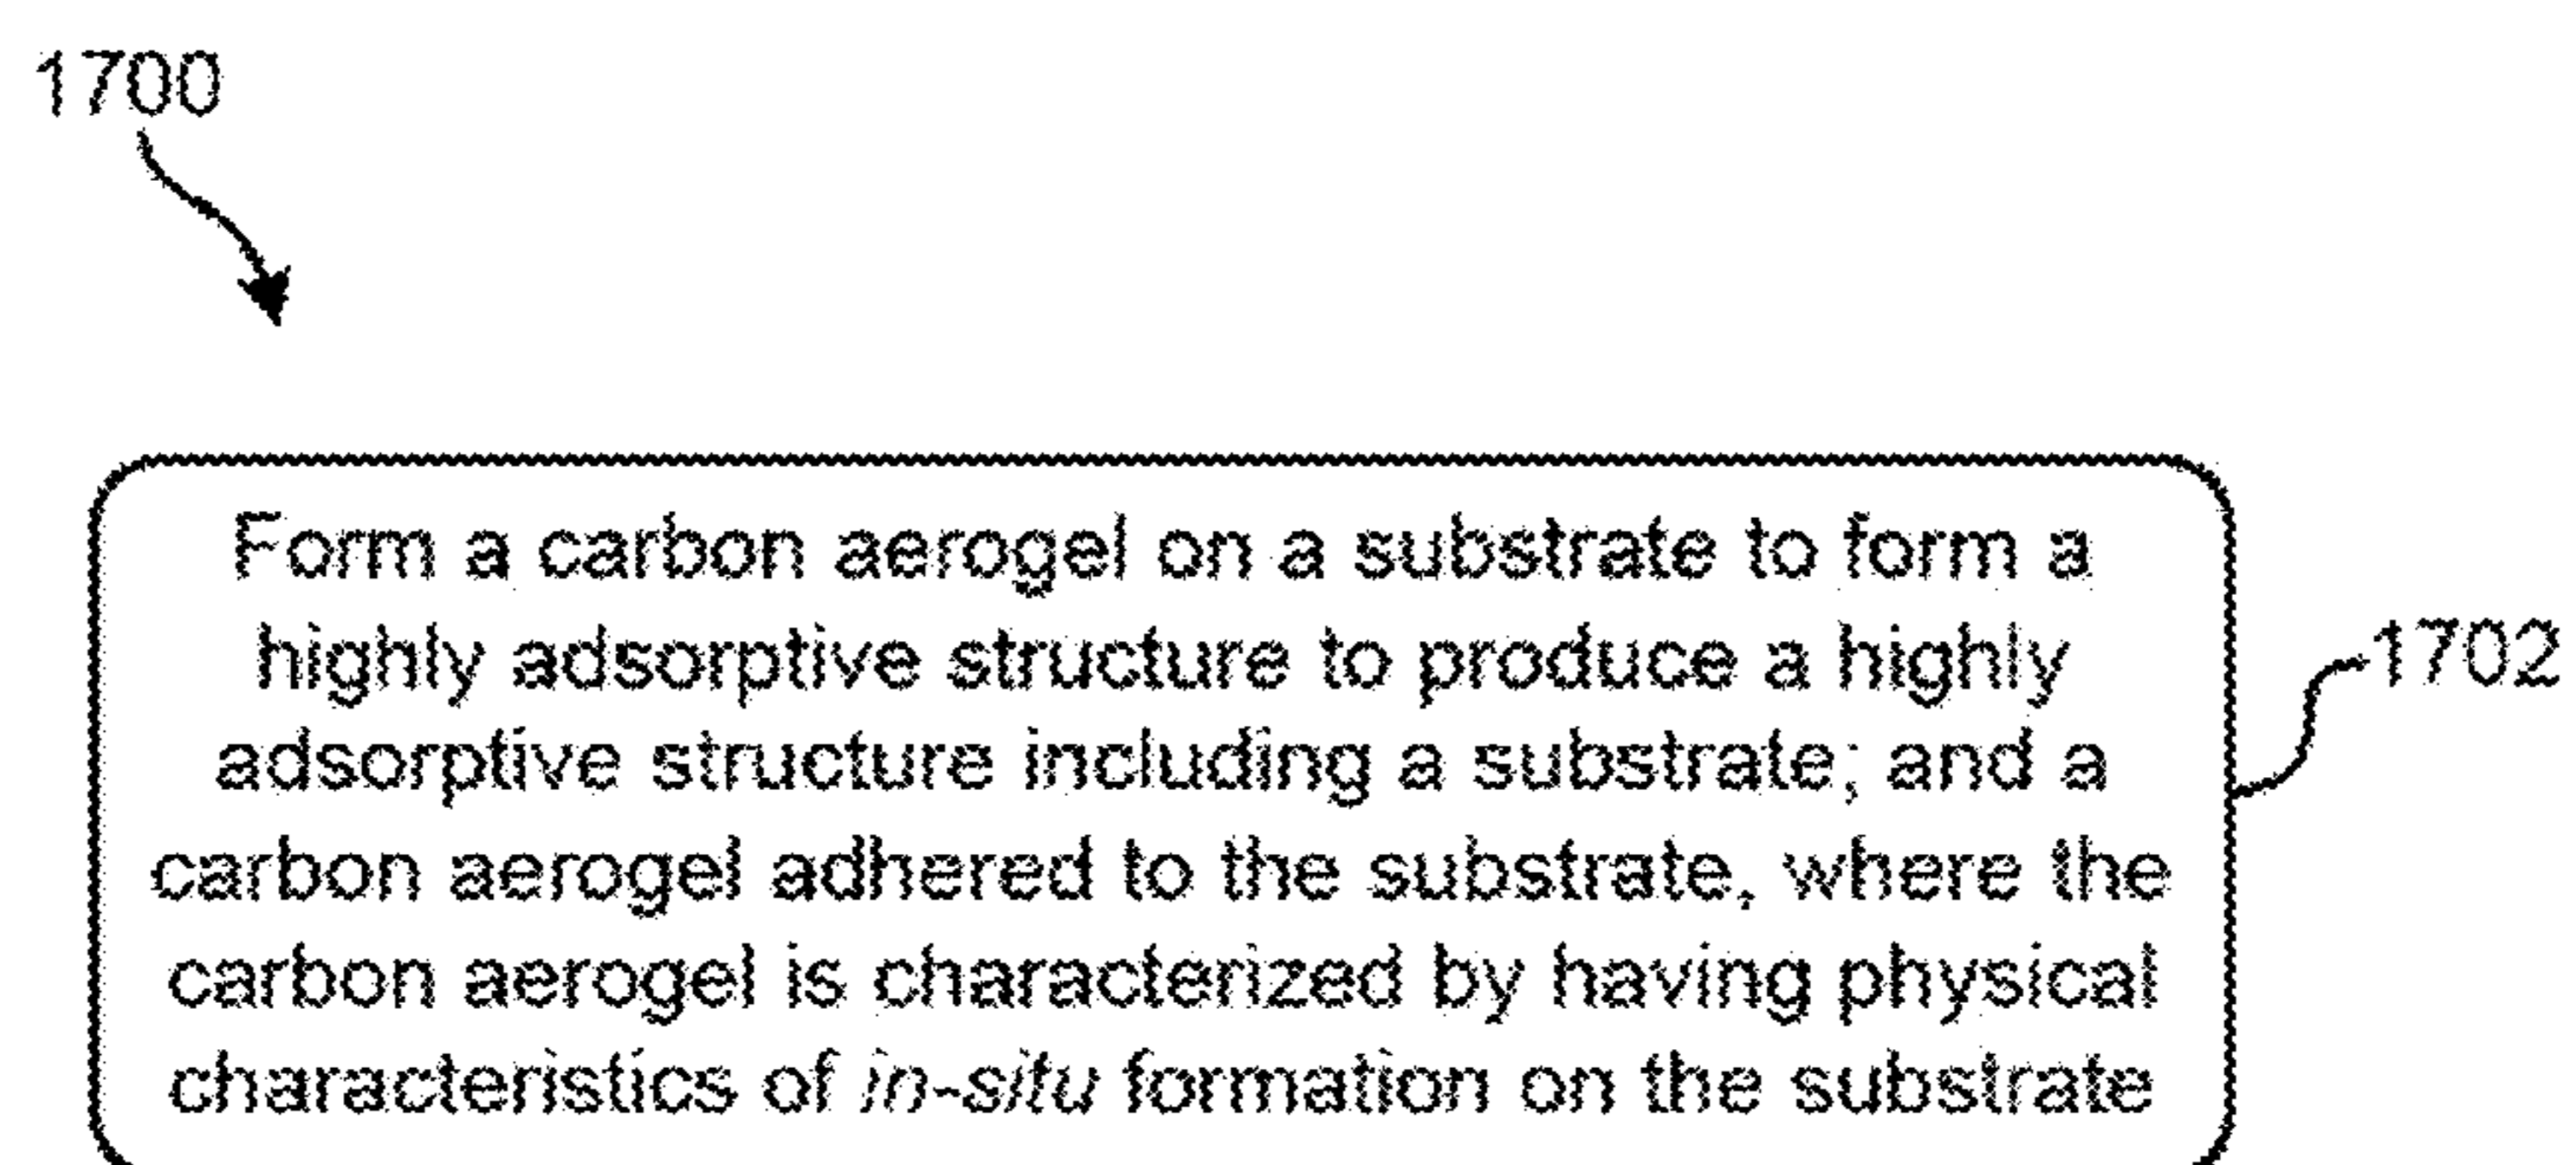 1700
Form a carbon aerogel on a substrate to form a
highly adsorptive structure to produce a highly
adsorptive structure including a substrate; and a
carbon aerogel adhered to the substrate, where the
carbon aerogel is characterized by having physical
characteristics of in-situ formation on the substrate
1702